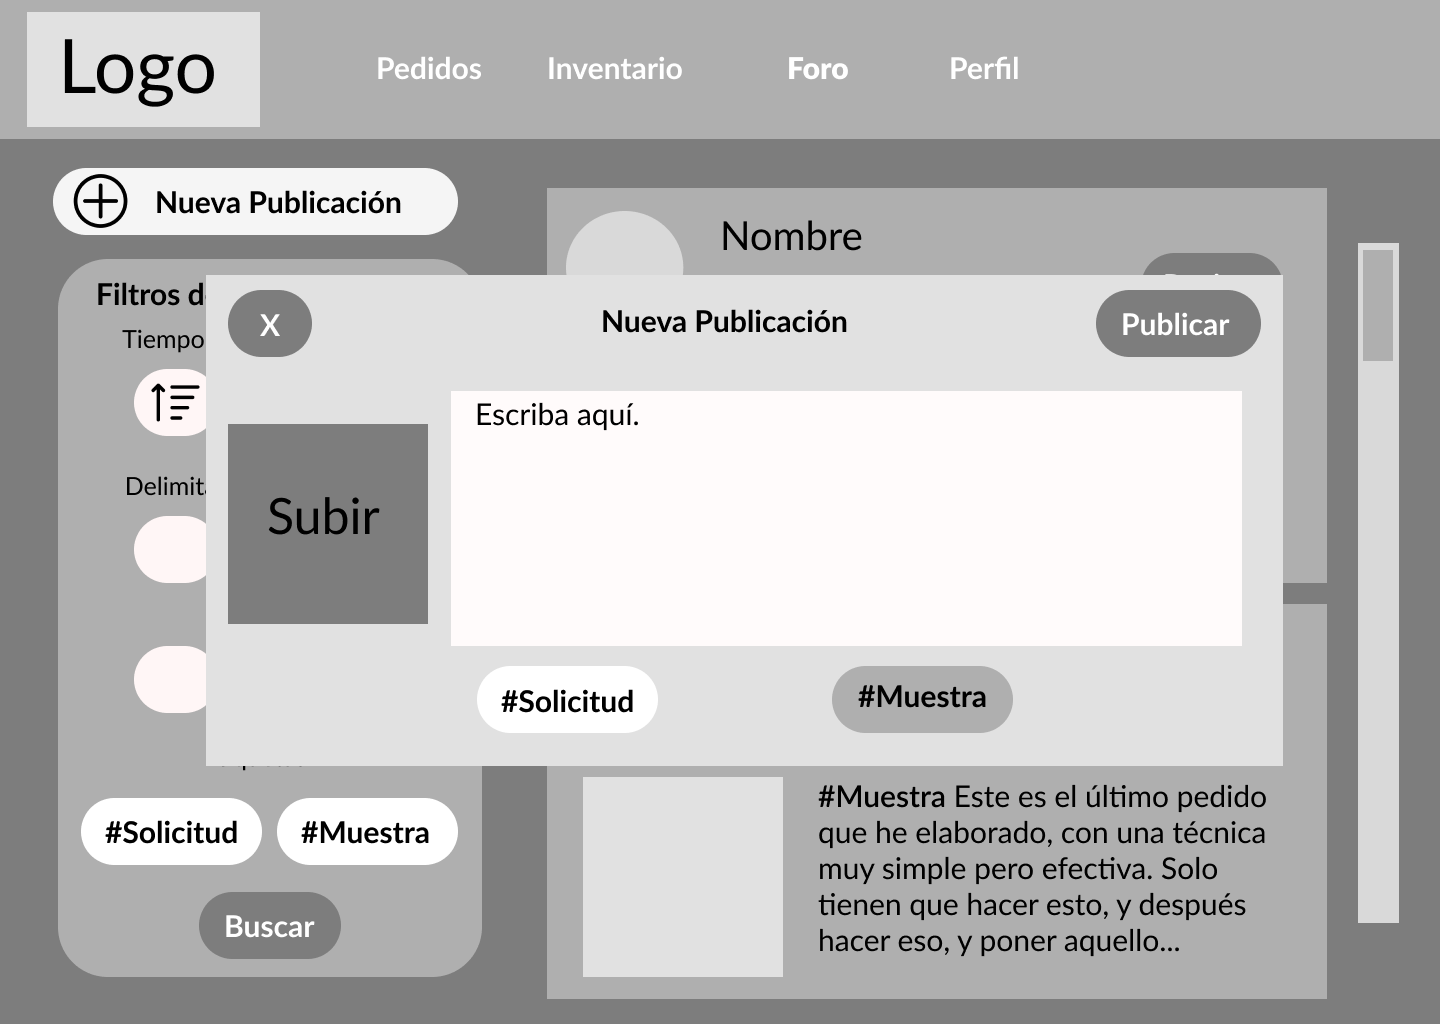 Logo
Pedidos
Inventario
Foro
Perfil
Nueva Publicación
Nombre
Filtros
Tiempo
X
Nueva Publicación
Publicar
Escriba aquí.
Subir
#Solicitud
#Muestra
#Solicitud
#Muestra
Buscar
#Muestra Este es el último pedido
que he elaborado, con una técnica
muy simple pero efectiva. Solo
tienen que hacer esto, y después
hacer eso, y poner aquello...